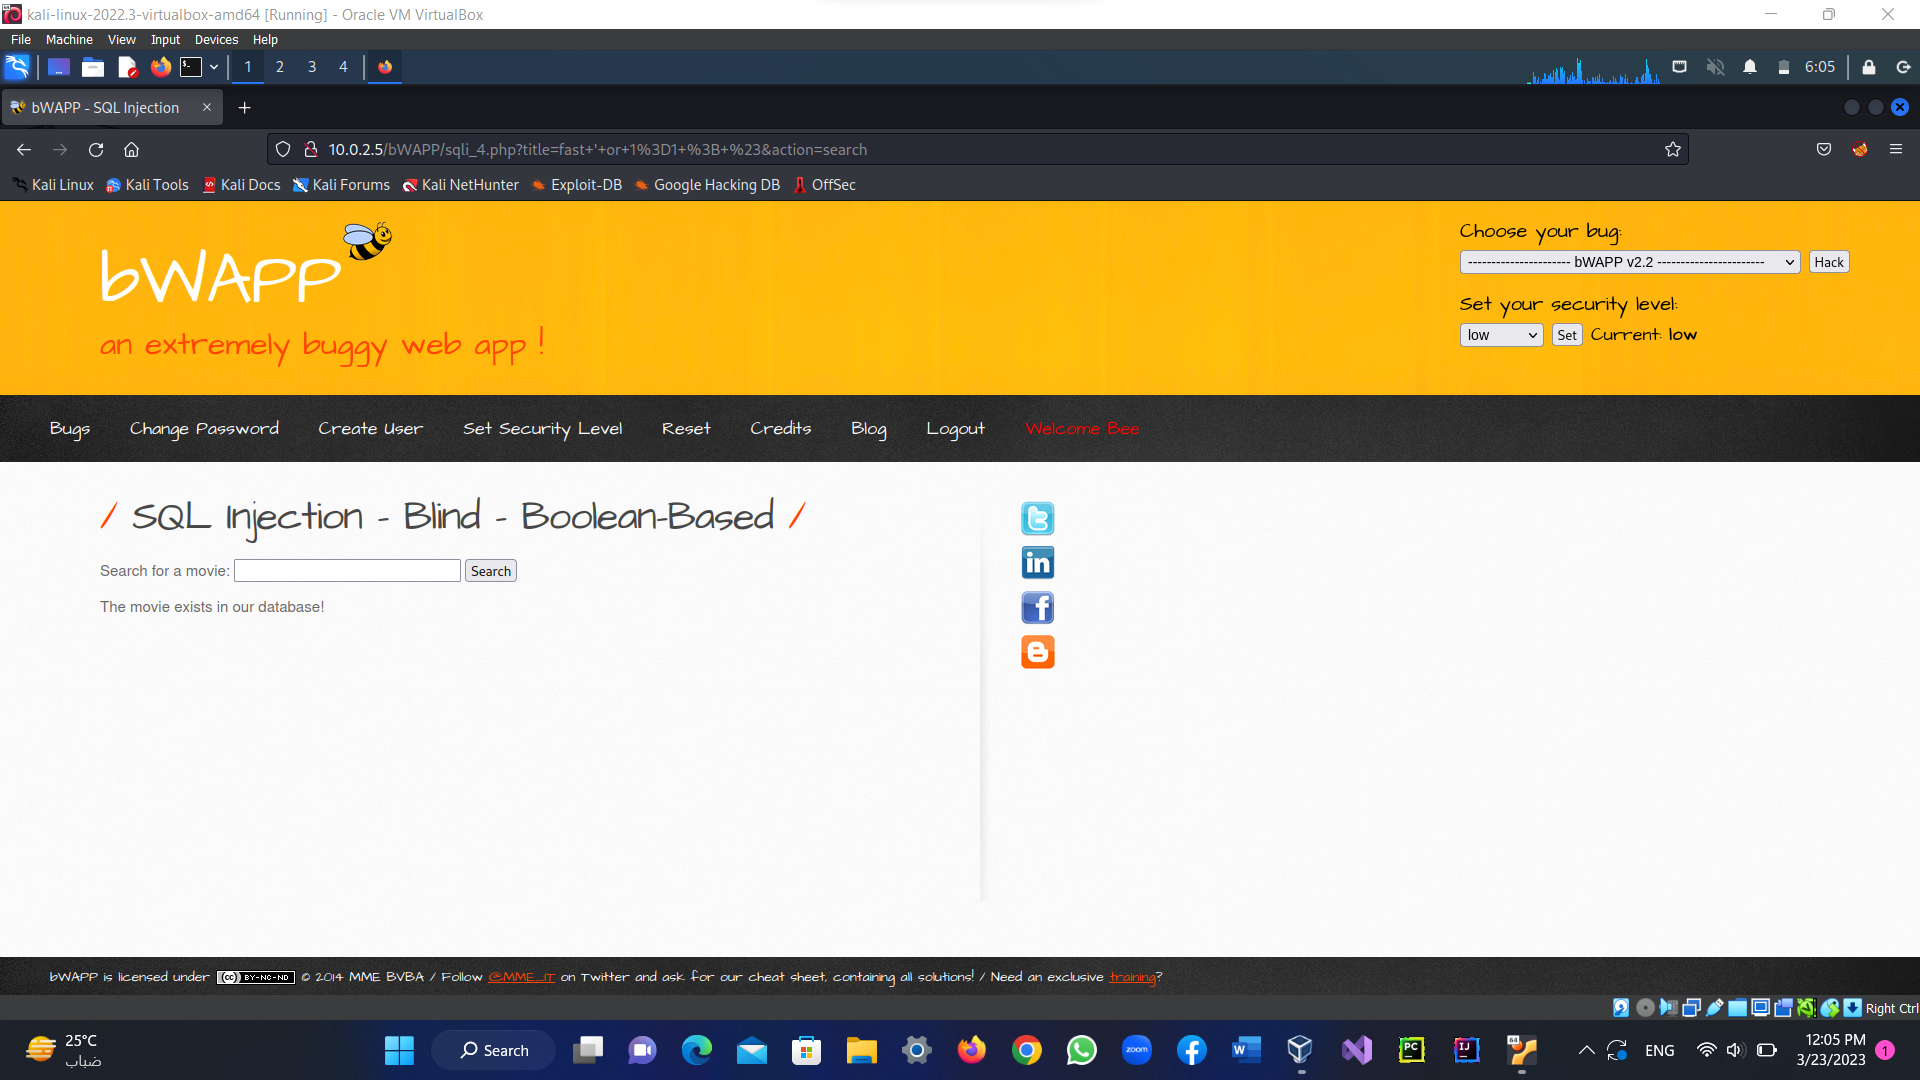 kali-linux-2022.3-virtualbox-amd64 [Running] - Oracle VM VirtualBox
File Machine View Input Devices Help
1 2 3 4 6:05
bWAPP - SQL Injection
10.0.2.5/bWAPP/sqli_4.php?title=fast+'+or+1%3D1+%3B+%23&action=search
Kali Linux Kali Tools Kali Docs Kali Forums Kali NetHunter Exploit-DB Google Hacking DB OffSec
bWAPP
an extremely buggy web app !
Choose your bug:
---------------------- bWAPP v2.2 ----------------------- Hack
Set your security level:
low Set Current: low
Bugs Change Password Create User Set Security Level Reset Credits Blog Logout Welcome Bee
/ SQL Injection - Blind - Boolean-Based /
Search for a movie: Search
The movie exists in our database!
bWAPP is licensed under (cc) BY-NC-ND © 2014 MME BVBA / Follow @MME_IT on Twitter and ask for our cheat sheet, containing all solutions! / Need an exclusive training?
Right Ctrl
25°C
ضباب
Search
zoom
ENG
12:05 PM
3/23/2023
1